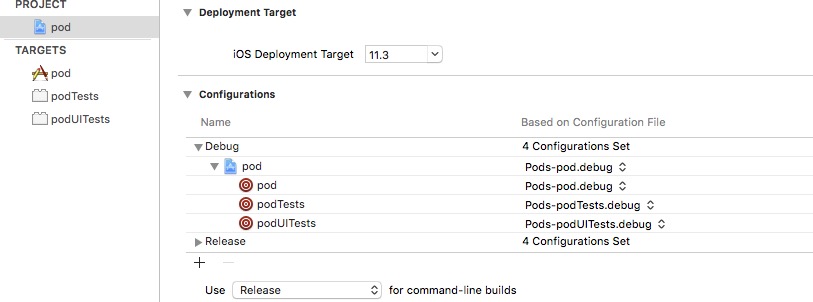 PROJECT
pod
TARGETS
pod
podTests
podUITests
Deployment Target
iOS Deployment Target 11.3
Configurations
Name Based on Configuration File
Debug 4 Configurations Set
pod Pods-pod.debug
pod Pods-pod.debug
podTests Pods-podTests.debug
podUITests Pods-podUITests.debug
Release 4 Configurations Set
Use Release for command-line builds